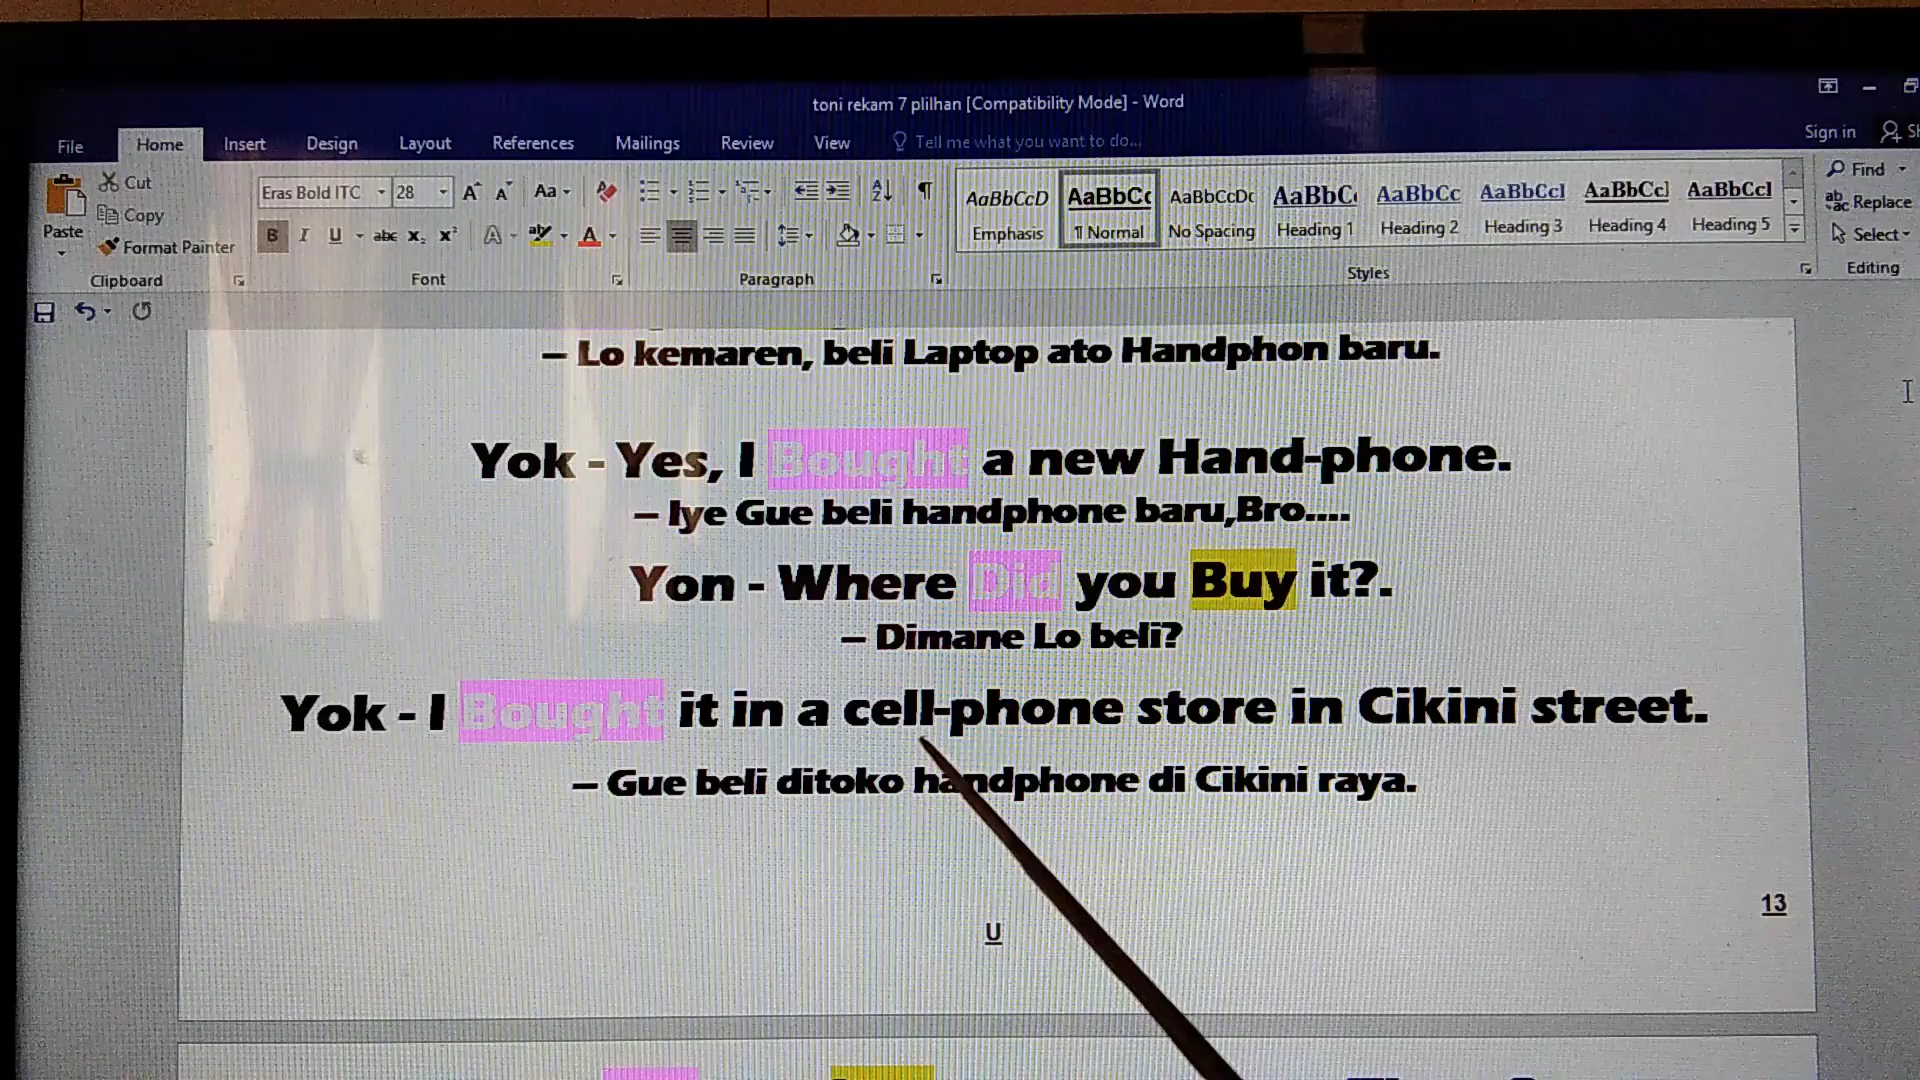 toni rekam 7 plilhan [Compatibility Mode] - Word
Sign in
File Home Insert Design Layout References Mailings Review View Tell me what you want to do...
Cut
Copy
Format Painter
Paste
Clipboard
Eras Bold ITC 28
Font
Paragraph
AaBbCcD Emphasis
AaBbCc ¶ Normal
AaBbCcDc No Spacing
AaBbC Heading 1
AaBbCc Heading 2
AaBbCcl Heading 3
AaBbCc] Heading 4
AaBbCcl Heading 5
Styles
Find
Replace
Select
Editing
– Lo kemaren, beli Laptop ato Handphon baru.
Yok - Yes, I Bought a new Hand-phone.
– Iye Gue beli handphone baru,Bro....
Yon - Where Did you Buy it?.
– Dimane Lo beli?
Yok - I Bought it in a cell-phone store in Cikini street.
– Gue beli ditoko handphone di Cikini raya.
13
U